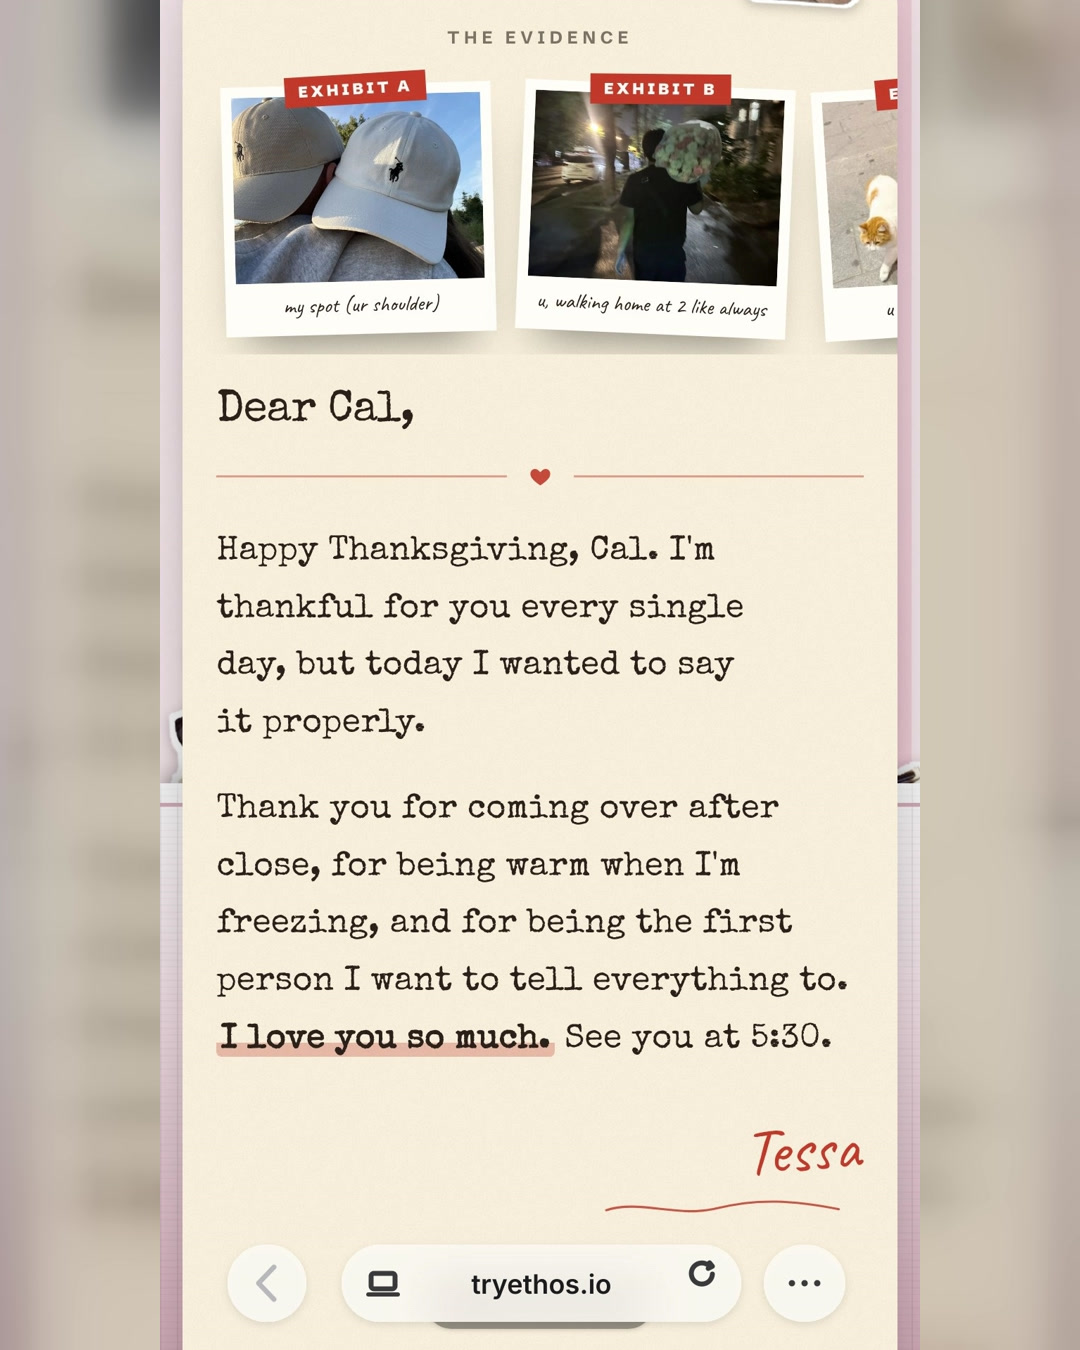 THE EVIDENCE
EXHIBIT A
EXHIBIT B
E
my spot (ur shoulder)
u, walking home at 2 like always
u
Dear Cal,
Happy Thanksgiving, Cal. I'm
thankful for you every single
day, but today I wanted to say
it properly.
Thank you for coming over after
close, for being warm when I'm
freezing, and for being the first
person I want to tell everything to.
I love you so much. See you at 5:30.
Tessa
tryethos.io